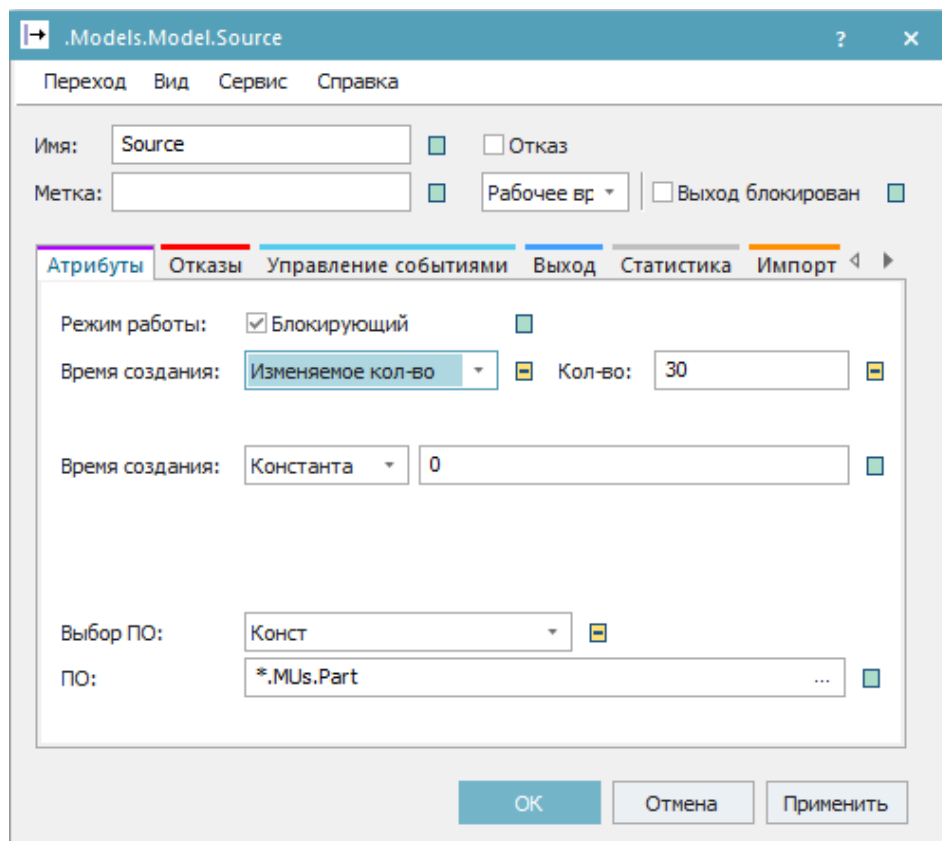 .Models.Model.Source ? ×
Переход Вид Сервис Справка
Имя: Source Отказ
Метка: Рабочее вр Выход блокирован
Атрибуты Отказы Управление событиями Выход Статистика Импорт
Режим работы: Блокирующий
Время создания: Изменяемое кол-во Кол-во: 30
Время создания: Константа 0
Выбор ПО: Конст
ПО: *.MUs.Part ...
ОК Отмена Применить